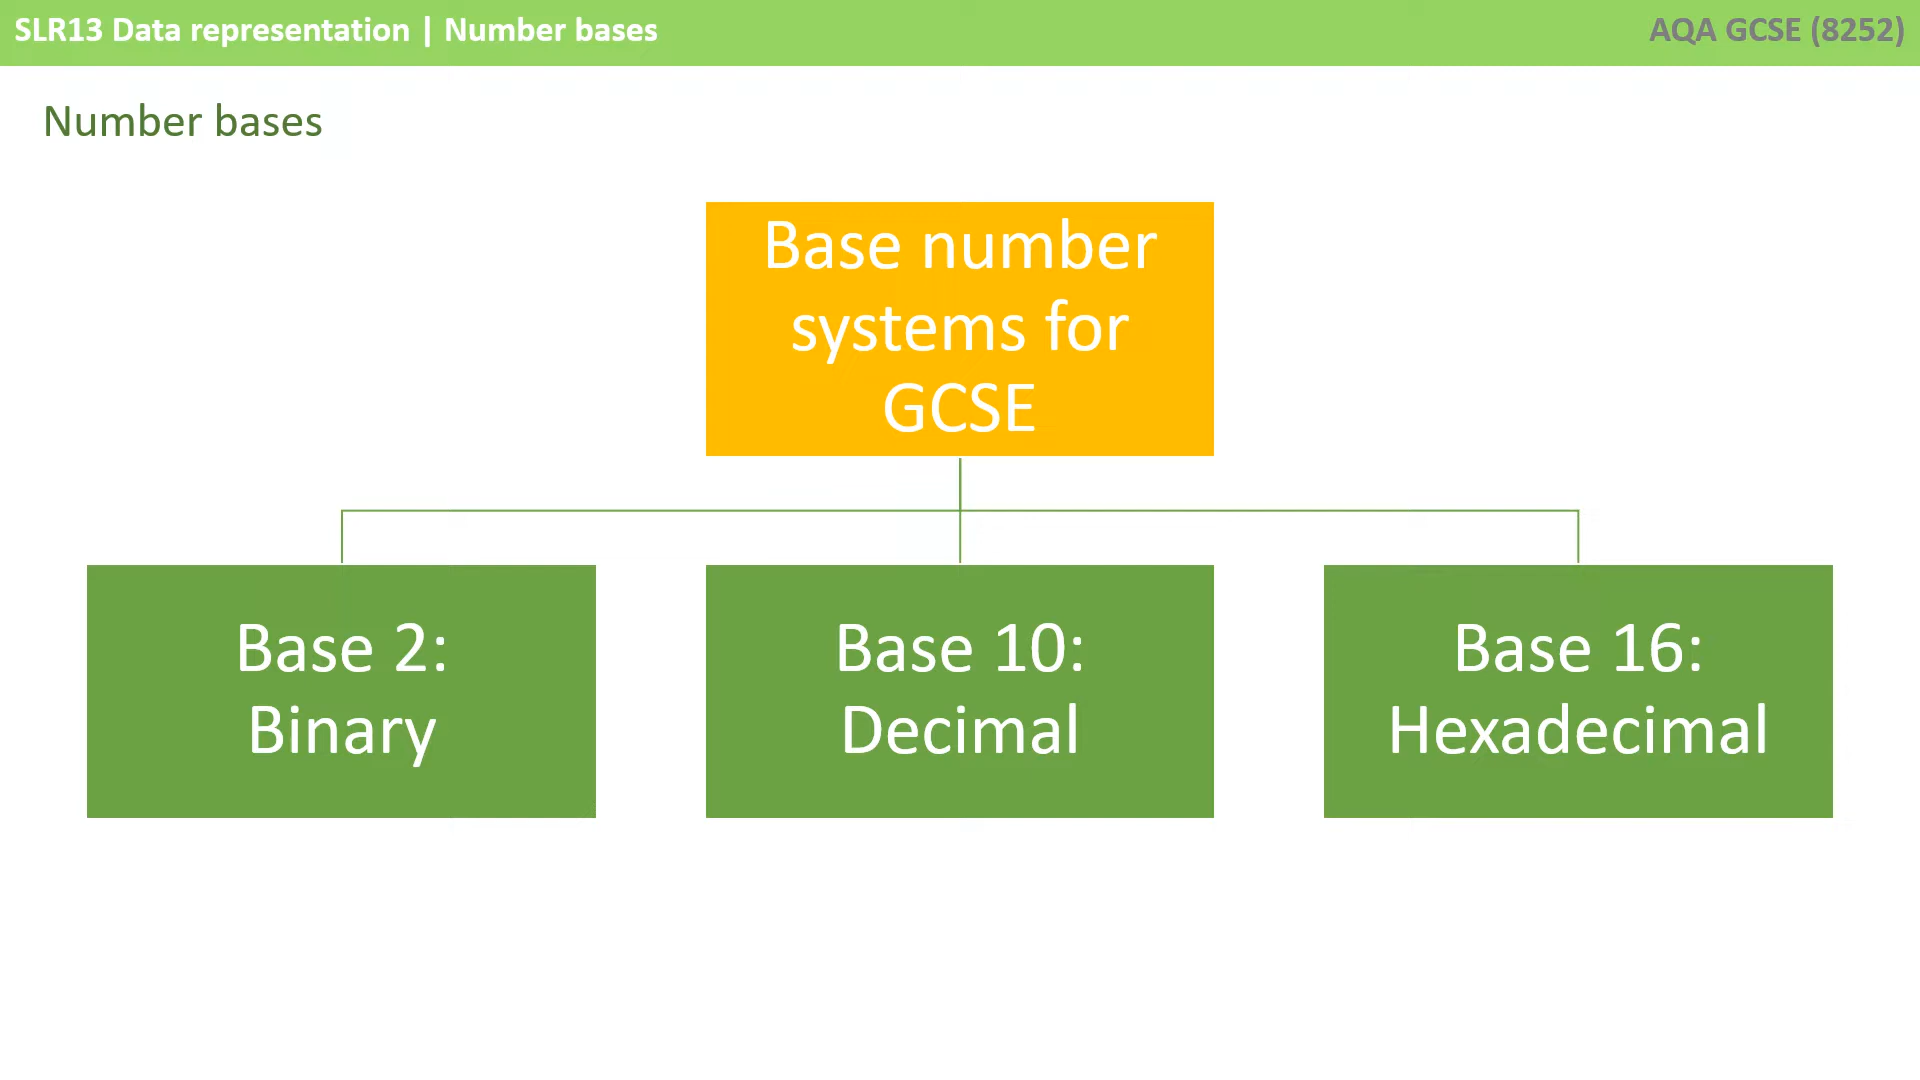 SLR13 Data representation | Number bases
AQA GCSE (8252)
Number bases
Base number
systems for
GCSE
Base 2:
Binary
Base 10:
Decimal
Base 16:
Hexadecimal